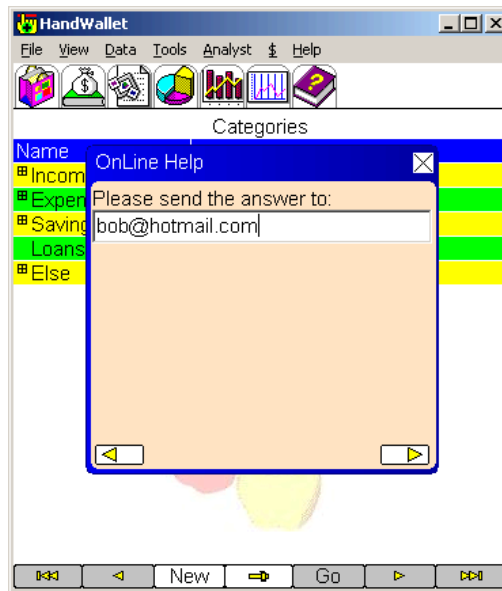 HandWallet
File View Data Tools Analyst $ Help
Categories
Name
OnLine Help
Incom
Please send the answer to:
Expen
bob@hotmail.com
Saving
Loans
Else
New Go